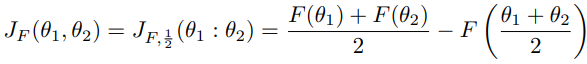 J_F(θ_1, θ_2) = J_{F,\frac{1}{2}}(θ_1 : θ_2) = \frac{F(θ_1) + F(θ_2)}{2} − F\left(\frac{θ_1 + θ_2}{2}\right)